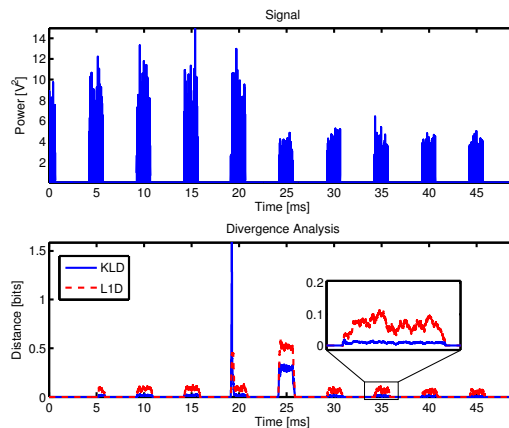 Signal
14
12
10
8
6
4
2
Power [V²]
0 5 10 15 20 25 30 35 40 45
Time [ms]
Divergence Analysis
1.5
1
0.5
0
Distance [bits]
KLD
L1D
0.2
0.1
0
0 5 10 15 20 25 30 35 40 45
Time [ms]